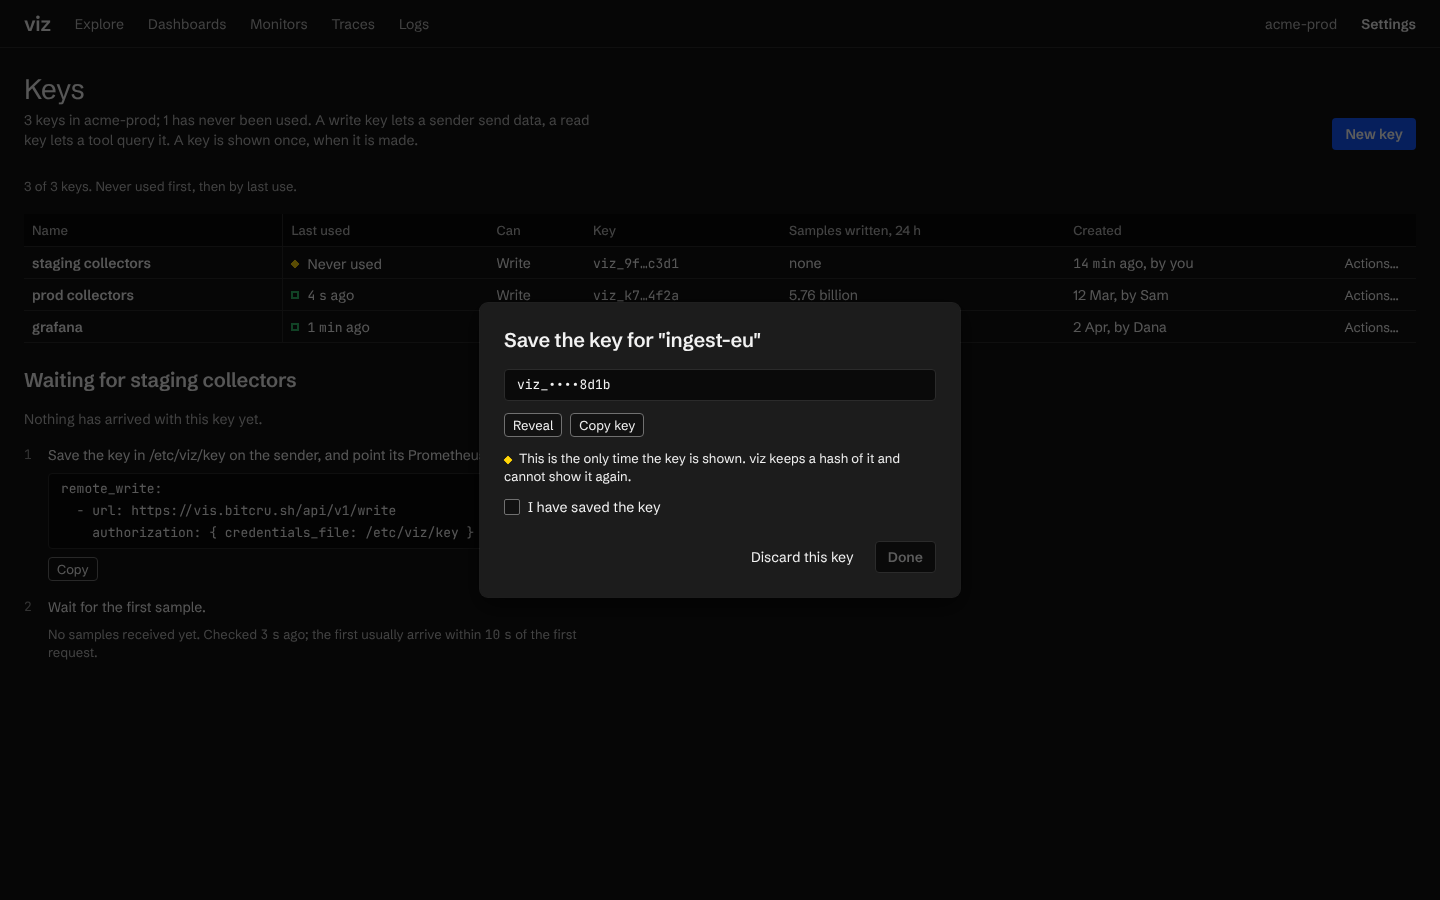 viz Explore Dashboards Monitors Traces Logs acme-prod Settings
Keys
3 keys in acme-prod; 1 has never been used. A write key lets a sender send data, a read
key lets a tool query it. A key is shown once, when it is made.
New key
3 of 3 keys. Never used first, then by last use.
Name Last used Can Key Samples written, 24 h Created
staging collectors Never used Write viz_9f…c3d1 none 14 min ago, by you Actions…
prod collectors 4 s ago Write viz_k7…4f2a 5.76 billion 12 Mar, by Sam Actions…
grafana 1 min ago 2 Apr, by Dana Actions…
Save the key for "ingest-eu"
viz_••••8d1b
Reveal Copy key
This is the only time the key is shown. viz keeps a hash of it and
cannot show it again.
I have saved the key
Discard this key Done
Waiting for staging collectors
Nothing has arrived with this key yet.
1 Save the key in /etc/viz/key on the sender, and point its Prometheu
remote_write:
- url: https://vis.bitcru.sh/api/v1/write
authorization: { credentials_file: /etc/viz/key }
Copy
2 Wait for the first sample.
No samples received yet. Checked 3 s ago; the first usually arrive within 10 s of the first
request.